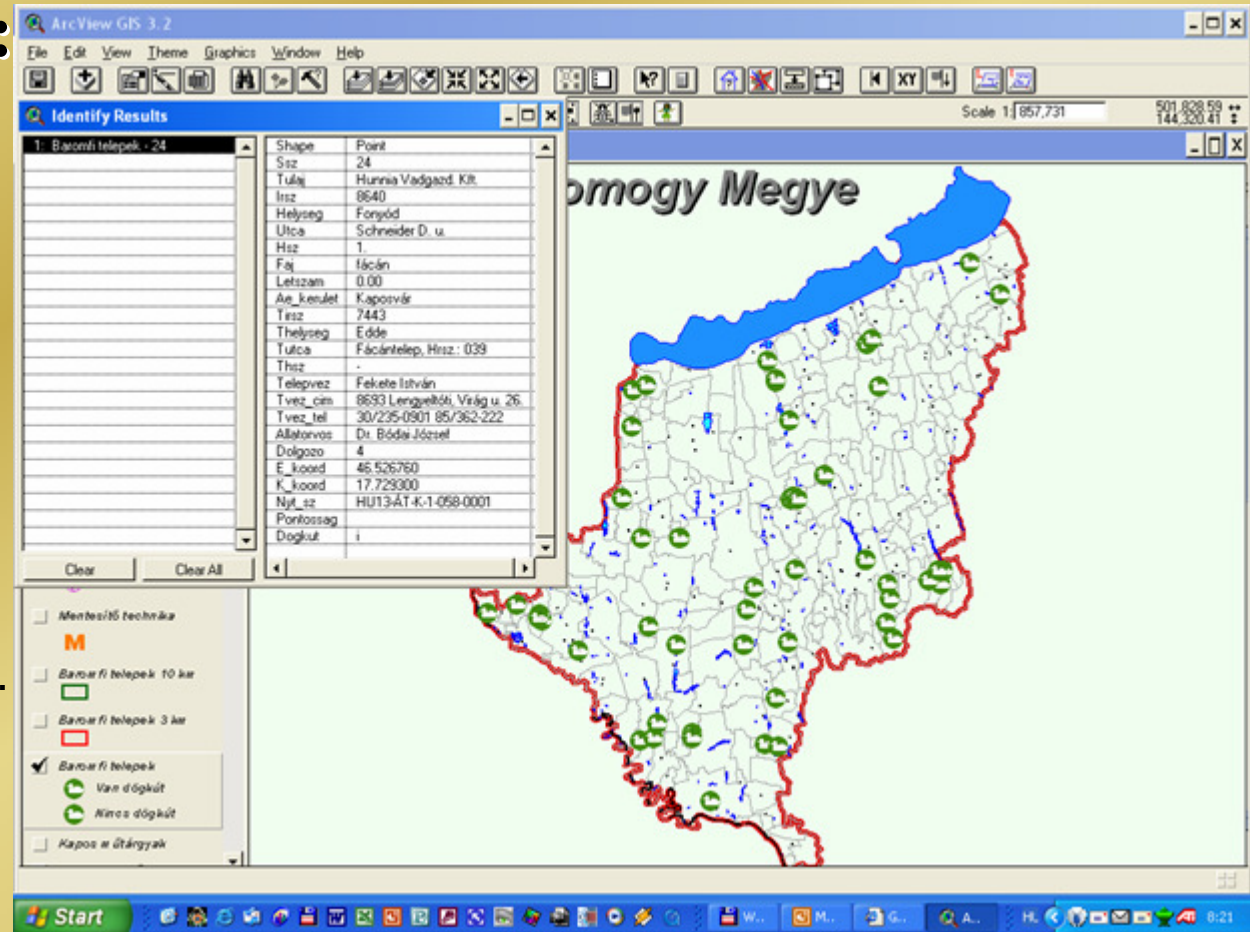 ArcView GIS 3.2
File Edit View Theme Graphics Window Help
Scale 1: 857,731
501,828.59
144,320.41
Identify Results
1: Baromfi telepek - 24
Shape Point
Ssz 24
Tulaj Hunnia Vadgazd. Kft.
Irsz 8640
Helyseg Fonyód
Utca Schneider D. u.
Hsz 1.
Faj fácán
Letszam 0.00
Ae_kerulet Kaposvár
Tirsz 7443
Thelyseg Edde
Tutca Fácántelep, Hrsz.: 039
Thsz -
Telepvez Fekete István
Tvez_cim 8693 Lengyeltóti, Virág u. 26.
Tvez_tel 30/235-0901 85/362-222
Allatorvos Dr. Bódai József
Dolgozo 4
E_koord 46.526760
K_koord 17.729300
Nyt_sz HU13-ÁT-K-1-058-0001
Pontossag
Dogkut i
Clear Clear All
omogy Megye
Mentesítő technika
M
Baromfi telepek 10 km
Baromfi telepek 3 km
Baromfi telepek
Van dögkút
Nincs dögkút
Kapos műtárgyak
Start W.. M.. G.. A.. HL 8:21